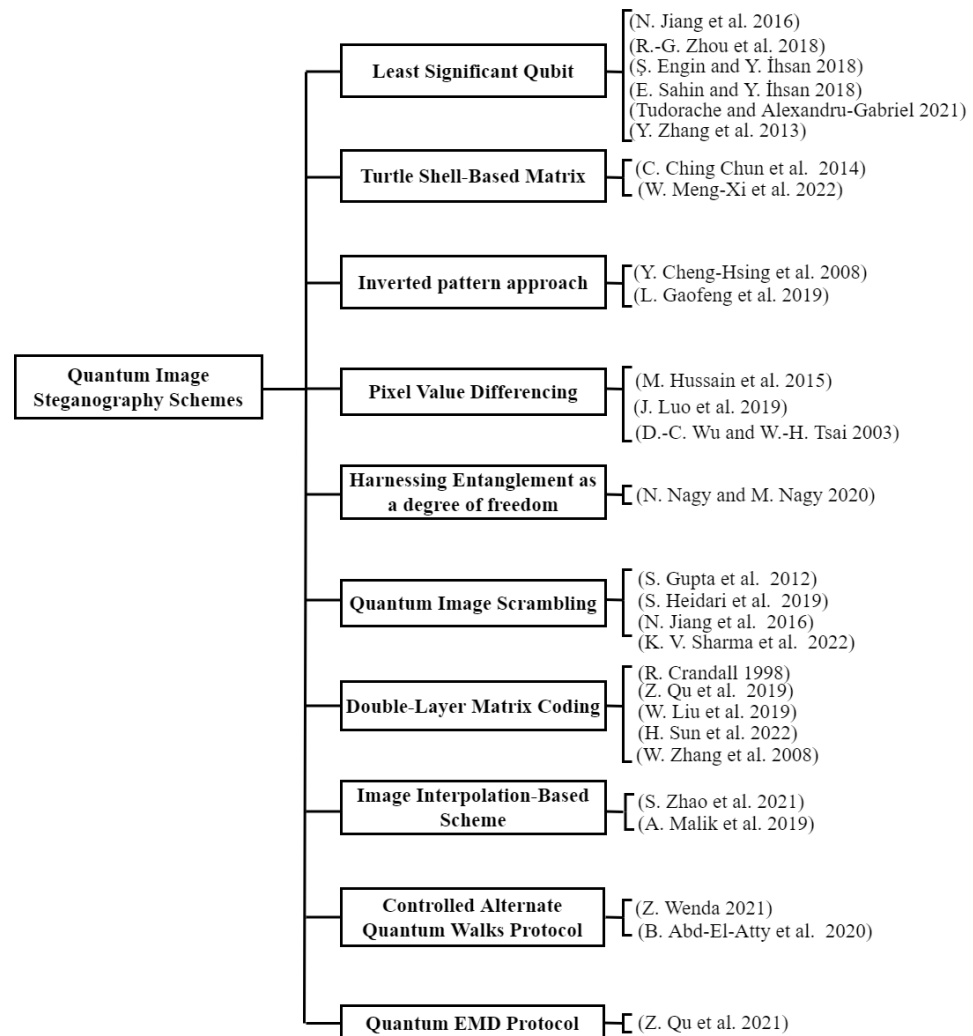 (N. Jiang et al. 2016)
(R.-G. Zhou et al. 2018)
Least Significant Qubit
(Ş. Engin and Y. İhsan 2018)
(E. Sahin and Y. İhsan 2018)
(Tudorache and Alexandru-Gabriel 2021)
(Y. Zhang et al. 2013)
Turtle Shell-Based Matrix
(C. Ching Chun et al. 2014)
(W. Meng-Xi et al. 2022)
Inverted pattern approach
(Y. Cheng-Hsing et al. 2008)
(L. Gaofeng et al. 2019)
Quantum Image
Steganography Schemes
Pixel Value Differencing
(M. Hussain et al. 2015)
(J. Luo et al. 2019)
(D.-C. Wu and W.-H. Tsai 2003)
Harnessing Entanglement as
a degree of freedom
(N. Nagy and M. Nagy 2020)
Quantum Image Scrambling
(S. Gupta et al. 2012)
(S. Heidari et al. 2019)
(N. Jiang et al. 2016)
(K. V. Sharma et al. 2022)
Double-Layer Matrix Coding
(R. Crandall 1998)
(Z. Qu et al. 2019)
(W. Liu et al. 2019)
(H. Sun et al. 2022)
(W. Zhang et al. 2008)
Image Interpolation-Based
Scheme
(S. Zhao et al. 2021)
(A. Malik et al. 2019)
Controlled Alternate
Quantum Walks Protocol
(Z. Wenda 2021)
(B. Abd-El-Atty et al. 2020)
Quantum EMD Protocol
(Z. Qu et al. 2021)